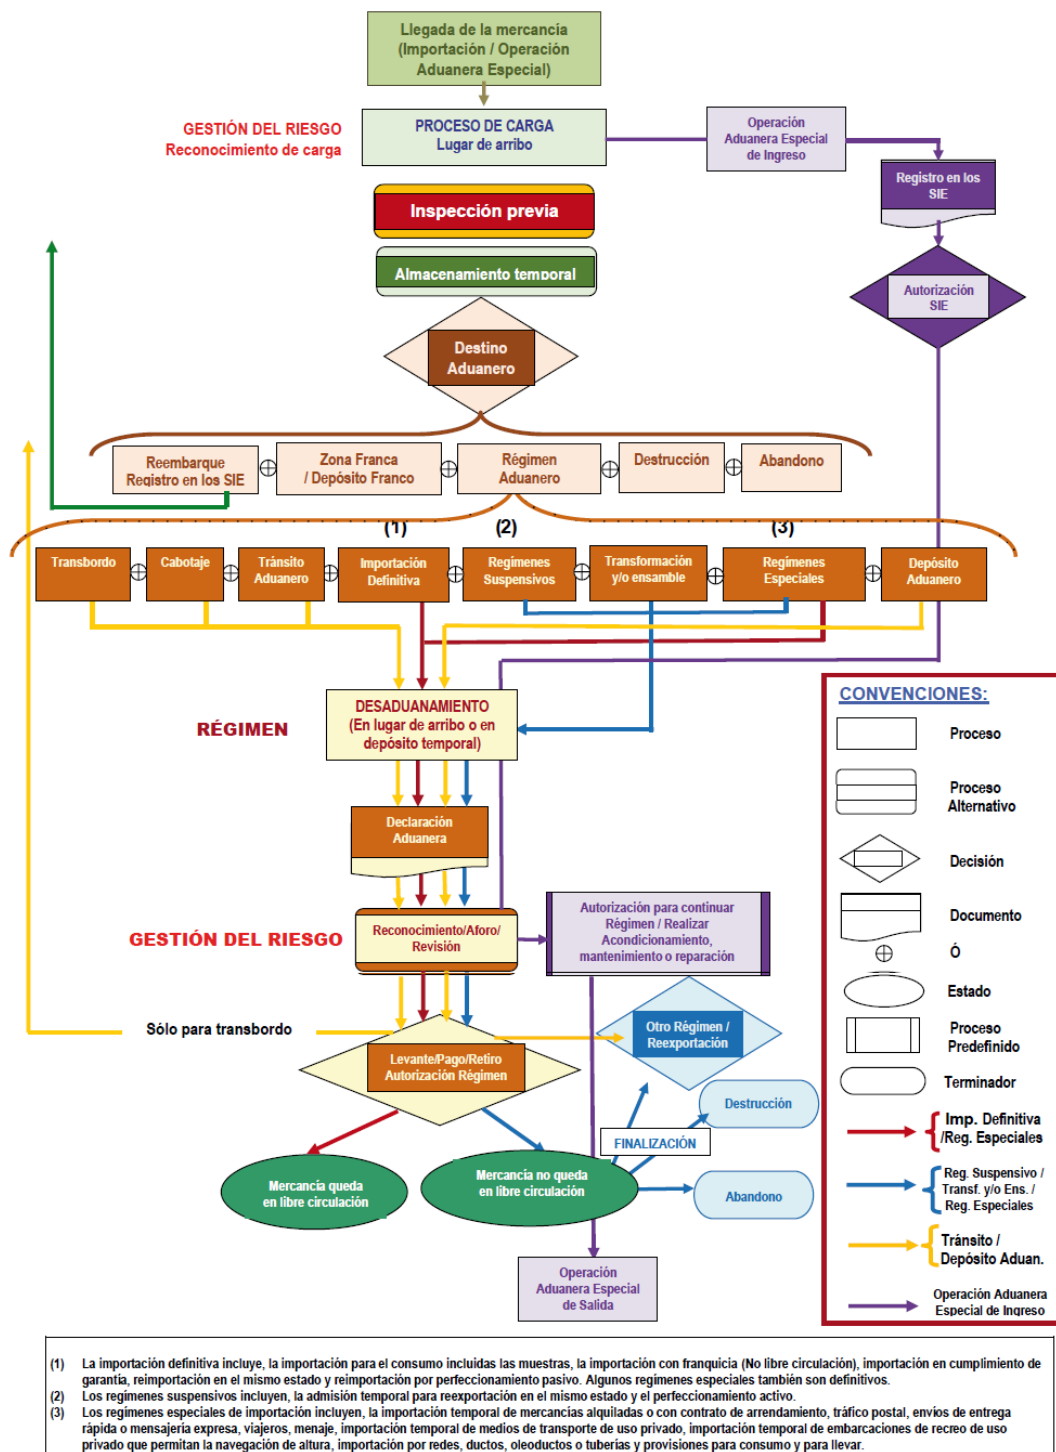 Llegada de la mercancía
(Importación / Operación
Aduanera Especial)
GESTIÓN DEL RIESGO
Reconocimiento de carga
PROCESO DE CARGA
Lugar de arribo
Operación
Aduanera Especial
de Ingreso
Registro en los
SIE
Inspección previa
Almacenamiento temporal
Autorización
SIE
Destino
Aduanero
Reembarque
Registro en los SIE
Zona Franca
/ Depósito Franco
Régimen
Aduanero
Destrucción
Abandono
(1)
(2)
(3)
Transbordo
Cabotaje
Tránsito
Aduanero
Importación
Definitiva
Regímenes
Suspensivos
Transformación
y/o ensamble
Regímenes
Especiales
Depósito
Aduanero
RÉGIMEN
DESADUANAMIENTO
(En lugar de arribo o en
depósito temporal)
Declaración
Aduanera
GESTIÓN DEL RIESGO
Reconocimiento/Aforo/
Revisión
Autorización para continuar
Régimen / Realizar
Acondicionamiento,
mantenimiento o reparación
Sólo para transbordo
Levante/Pago/Retiro
Autorización Régimen
Otro Régimen /
Reexportación
Destrucción
FINALIZACIÓN
Mercancía queda
en libre circulación
Mercancía no queda
en libre circulación
Abandono
Operación
Aduanera Especial
de Salida
CONVENCIONES:
Proceso
Proceso
Alternativo
Decisión
Documento
Ó
Estado
Proceso
Predefinido
Terminador
Imp. Definitiva
/Reg. Especiales
Reg. Suspensivo /
Transf. y/o Ens. /
Reg. Especiales
Tránsito /
Depósito Aduan.
Operación Aduanera
Especial de Ingreso
(1) La importación definitiva incluye, la importación para el consumo incluidas las muestras, la importación con franquicia (No libre circulación), importación en cumplimiento de
garantía, reimportación en el mismo estado y reimportación por perfeccionamiento pasivo. Algunos regímenes especiales también son definitivos.
(2) Los regímenes suspensivos incluyen, la admisión temporal para reexportación en el mismo estado y el perfeccionamiento activo.
(3) Los regímenes especiales de importación incluyen, la importación temporal de mercancías alquiladas o con contrato de arrendamiento, tráfico postal, envíos de entrega
rápida o mensajería expresa, viajeros, menaje, importación temporal de medios de transporte de uso privado, importación temporal de embarcaciones de recreo de uso
privado que permitan la navegación de altura, importación por redes, ductos, oleoductos o tuberías y provisiones para consumo y para llevar.